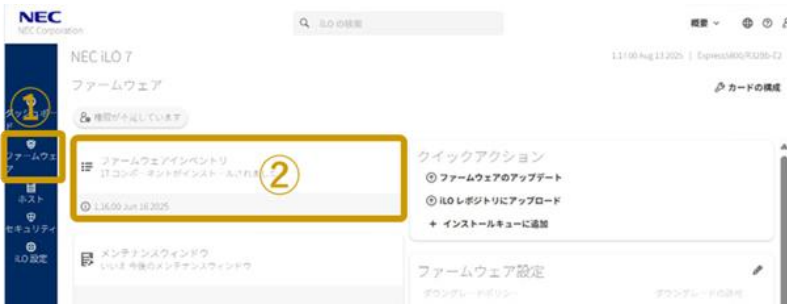 NEC
NEC Corporation
iLO の検索
概要
NEC iLO 7
1.17.00 Aug 13 2025 | Express5800/R320b-E2
ファームウェア
カードの構成
①
ダッシュボー
ド
権限が不足しています
ファームウェ
ア
ファームウェアインベントリ
17 コンポーネントがインストールされました
②
1.16.00 Jun 16 2025
クイックアクション
ファームウェアのアップデート
iLO レポジトリにアップロード
+ インストールキューに追加
ホスト
セキュリティ
iLO 設定
メンテナンスウィンドウ
いいえ 今後のメンテナンスウィンドウ
ファームウェア設定
ダウングレードポリシー
ダウングレードの許可